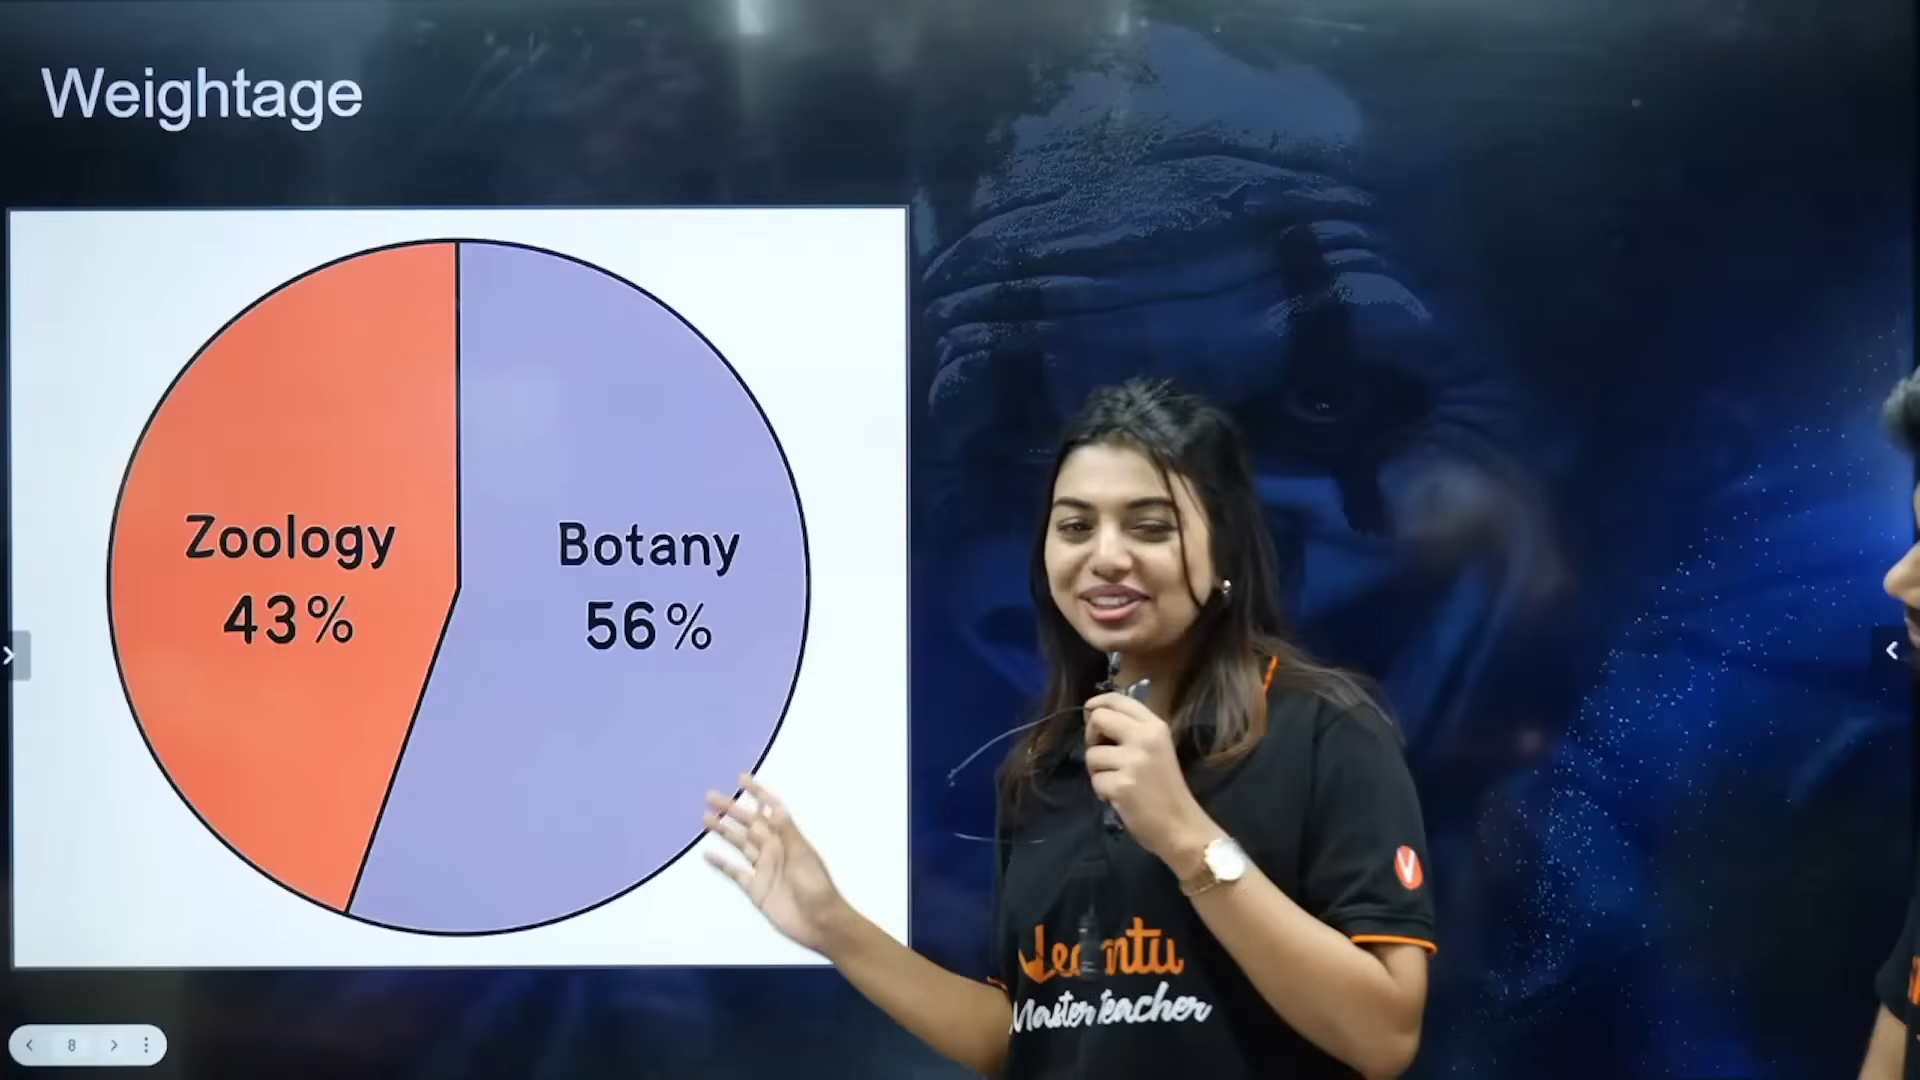 Weightage
Zoology
43%
Botany
56%
8
Vedantu
Master Teacher